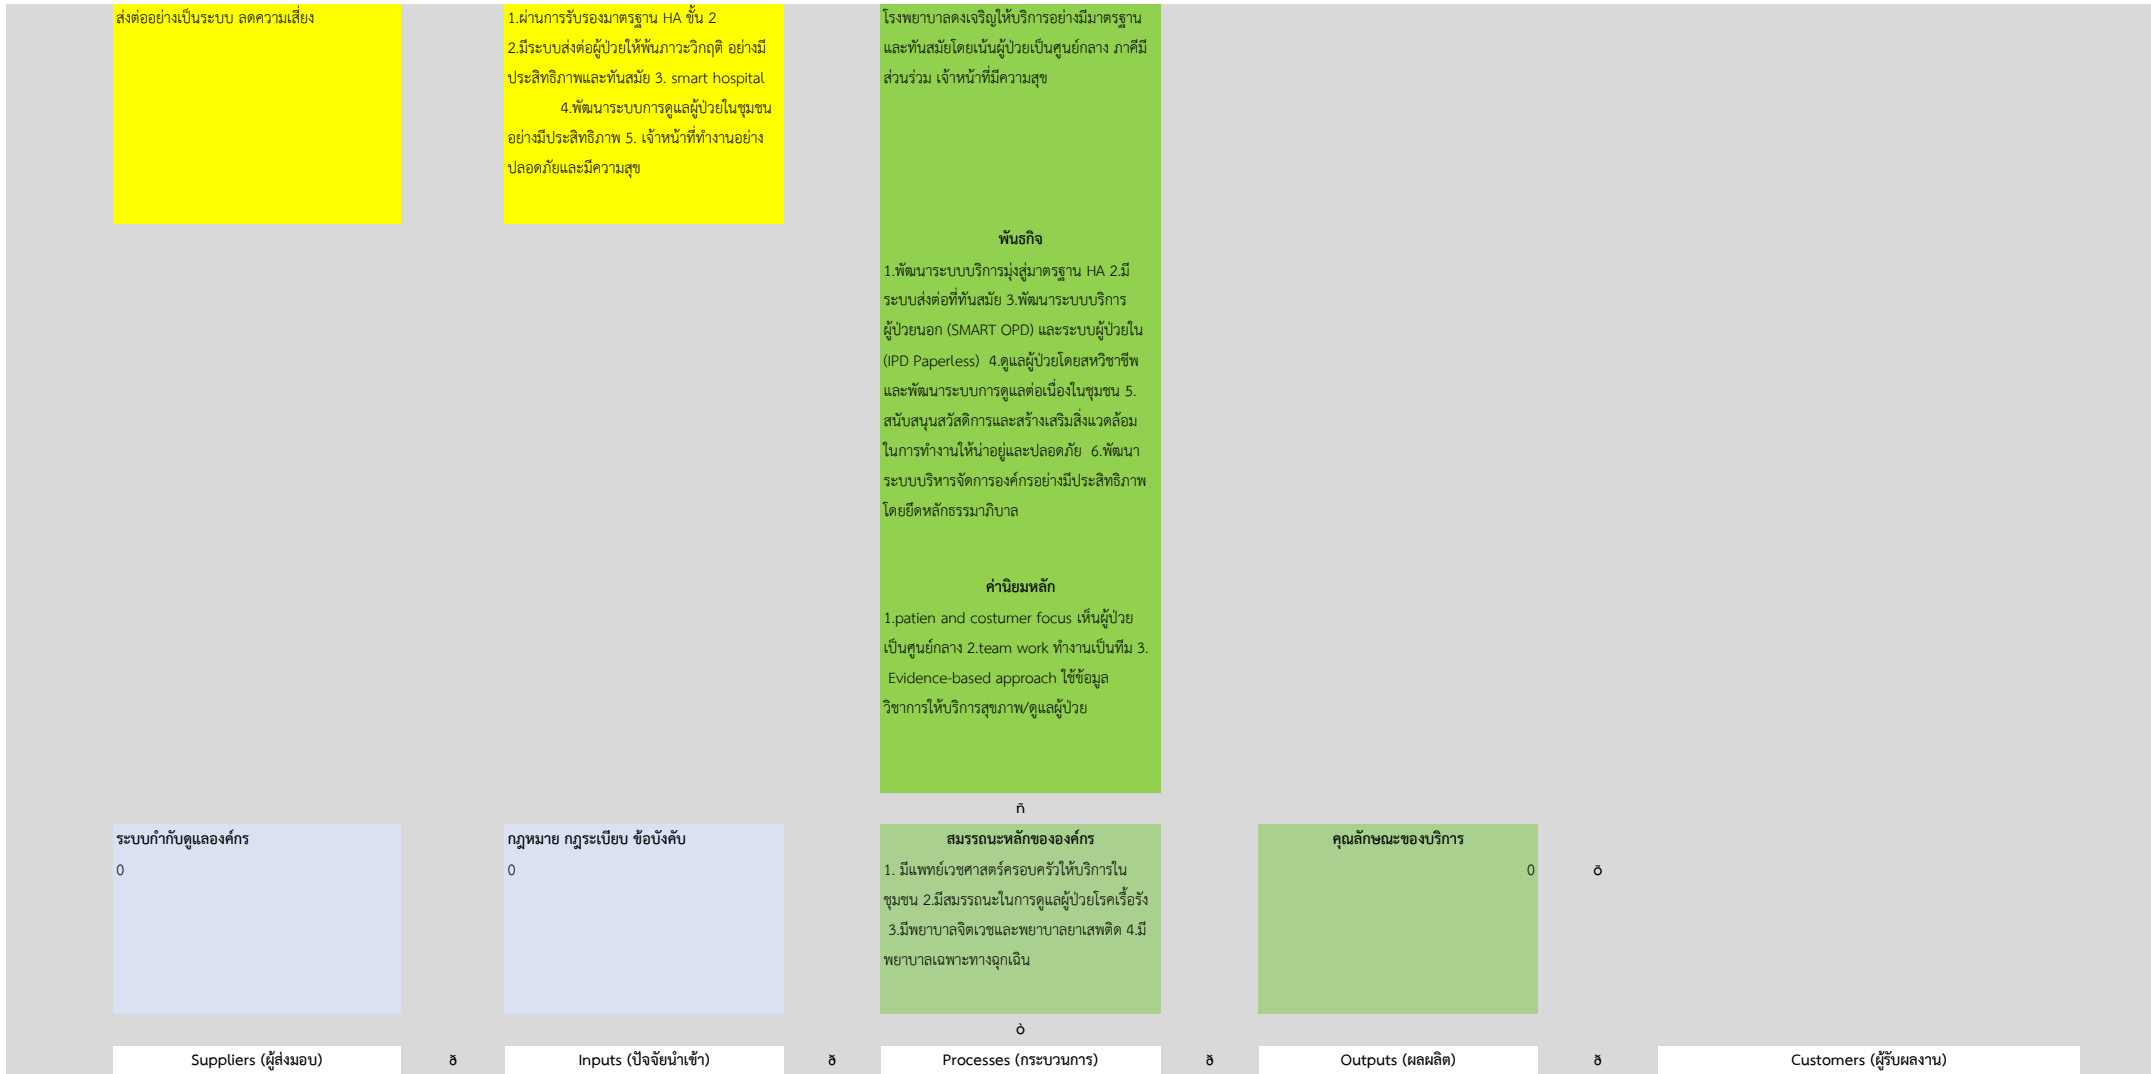 ส่งต่ออย่างเป็นระบบ ลดความเสี่ยง
1.ผ่านการรับรองมาตรฐาน HA ขั้น 2
2.มีระบบส่งต่อผู้ป่วยให้พ้นภาวะวิกฤติ อย่างมี
ประสิทธิภาพและทันสมัย 3. smart hospital
4.พัฒนาระบบการดูแลผู้ป่วยในชุมชน
อย่างมีประสิทธิภาพ 5. เจ้าหน้าที่ทำงานอย่าง
ปลอดภัยและมีความสุข
โรงพยาบาลดงเจริญให้บริการอย่างมีมาตรฐาน
และทันสมัยโดยเน้นผู้ป่วยเป็นศูนย์กลาง ภาคีมี
ส่วนร่วม เจ้าหน้าที่มีความสุข
พันธกิจ
1.พัฒนาระบบบริการมุ่งสู่มาตรฐาน HA 2.มี
ระบบส่งต่อที่ทันสมัย 3.พัฒนาระบบบริการ
ผู้ป่วยนอก (SMART OPD) และระบบผู้ป่วยใน
(IPD Paperless) 4.ดูแลผู้ป่วยโดยสหวิชาชีพ
และพัฒนาระบบการดูแลต่อเนื่องในชุมชน 5.
สนับสนุนสวัสดิการและสร้างเสริมสิ่งแวดล้อม
ในการทำงานให้น่าอยู่และปลอดภัย 6.พัฒนา
ระบบบริหารจัดการองค์กรอย่างมีประสิทธิภาพ
โดยยึดหลักธรรมาภิบาล
ค่านิยมหลัก
1.patien and costumer focus เห็นผู้ป่วย
เป็นศูนย์กลาง 2.team work ทำงานเป็นทีม 3.
Evidence-based approach ใช้ข้อมูล
วิชาการให้บริการสุขภาพ/ดูแลผู้ป่วย
ñ
ระบบกำกับดูแลองค์กร
0
กฎหมาย กฎระเบียบ ข้อบังคับ
0
สมรรถนะหลักขององค์กร
1. มีแพทย์เวชศาสตร์ครอบครัวให้บริการใน
ชุมชน 2.มีสมรรถนะในการดูแลผู้ป่วยโรคเรื้อรัง
3.มีพยาบาลจิตเวชและพยาบาลยาเสพติด 4.มี
พยาบาลเฉพาะทางฉุกเฉิน
คุณลักษณะของบริการ
0
ð
ò
Suppliers (ผู้ส่งมอบ) ð Inputs (ปัจจัยนำเข้า) ð Processes (กระบวนการ) ð Outputs (ผลผลิต) ð Customers (ผู้รับผลงาน)